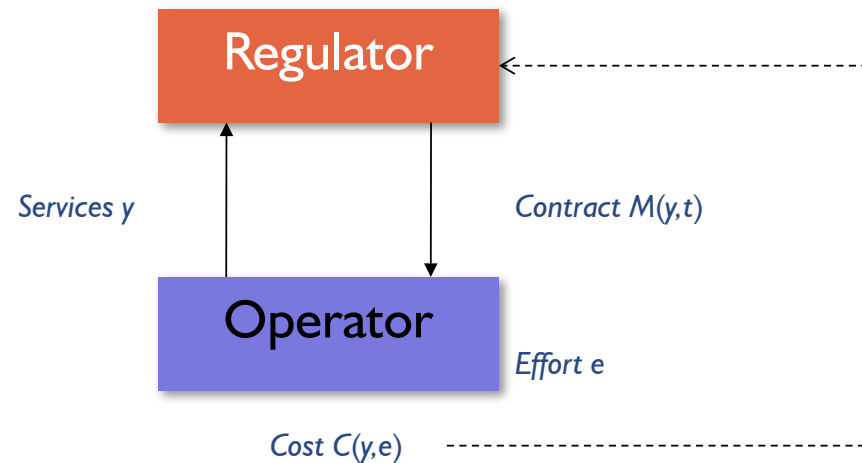 Regulator
Services y
Contract M(y,t)
Operator
Effort e
Cost C(y,e)